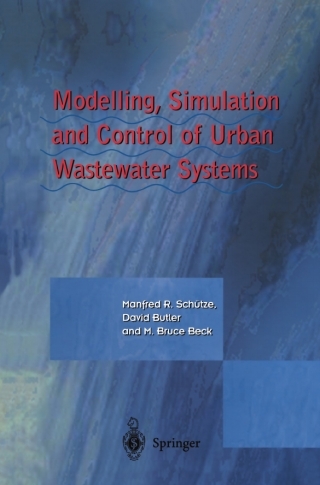 Modelling, Simulation
and Control of Urban
Wastewater Systems
Manfred R. Schütze,
David Butler
and M. Bruce Beck
Springer